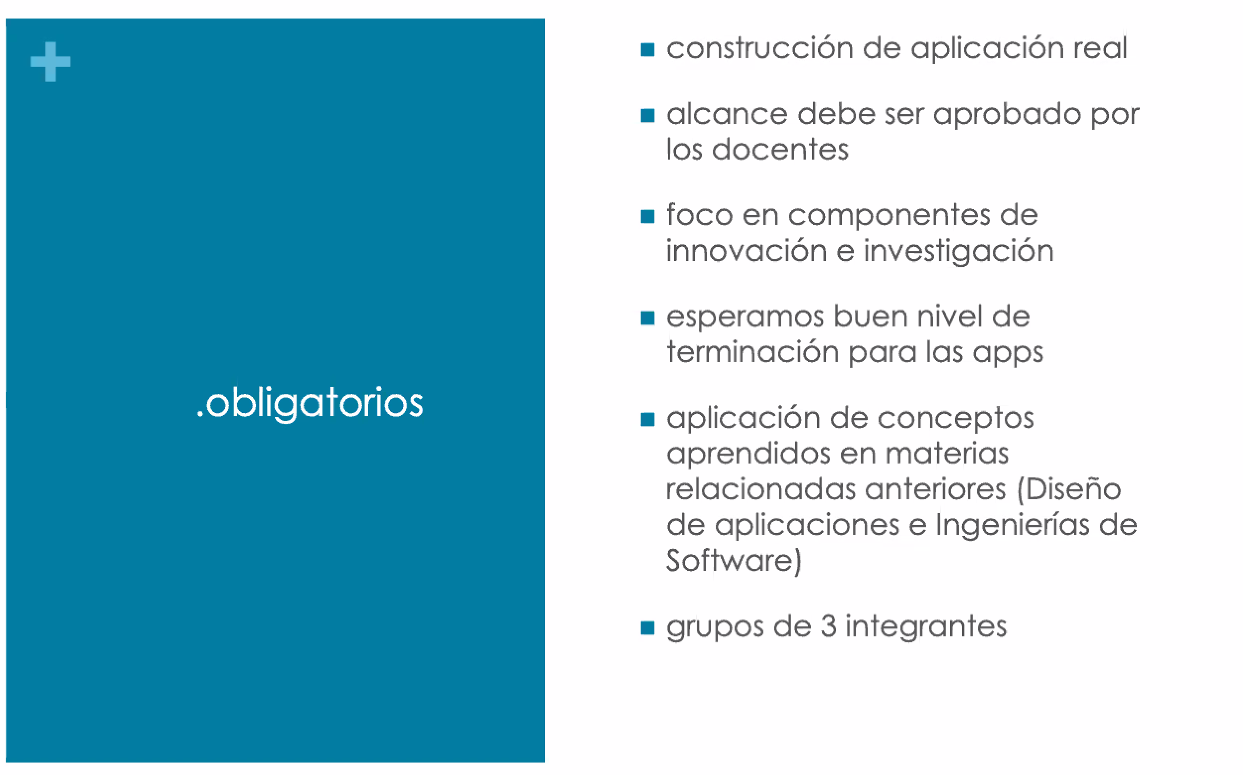 .obligatorios
construcción de aplicación real
alcance debe ser aprobado por
los docentes
foco en componentes de
innovación e investigación
esperamos buen nivel de
terminación para las apps
aplicación de conceptos
aprendidos en materias
relacionadas anteriores (Diseño
de aplicaciones e Ingenierías de
Software)
grupos de 3 integrantes